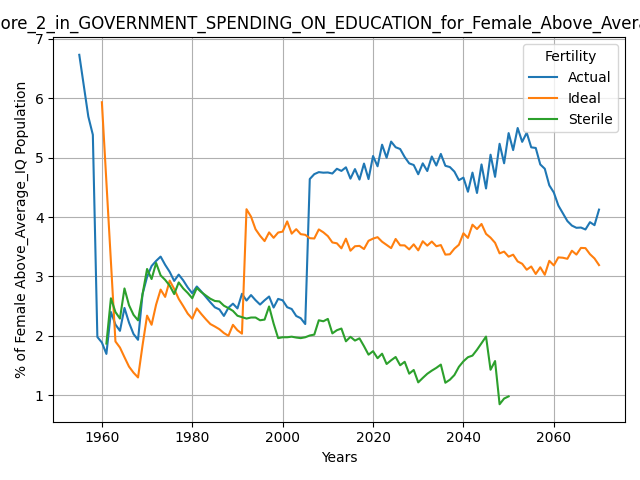 ore_2_in_GOVERNMENT_SPENDING_ON_EDUCATION_for_Female_Above_Avera
7
6
5
4
3
2
1
% of Female Above_Average_IQ Population
Fertility
Actual
Ideal
Sterile
1960 1980 2000 2020 2040 2060
Years